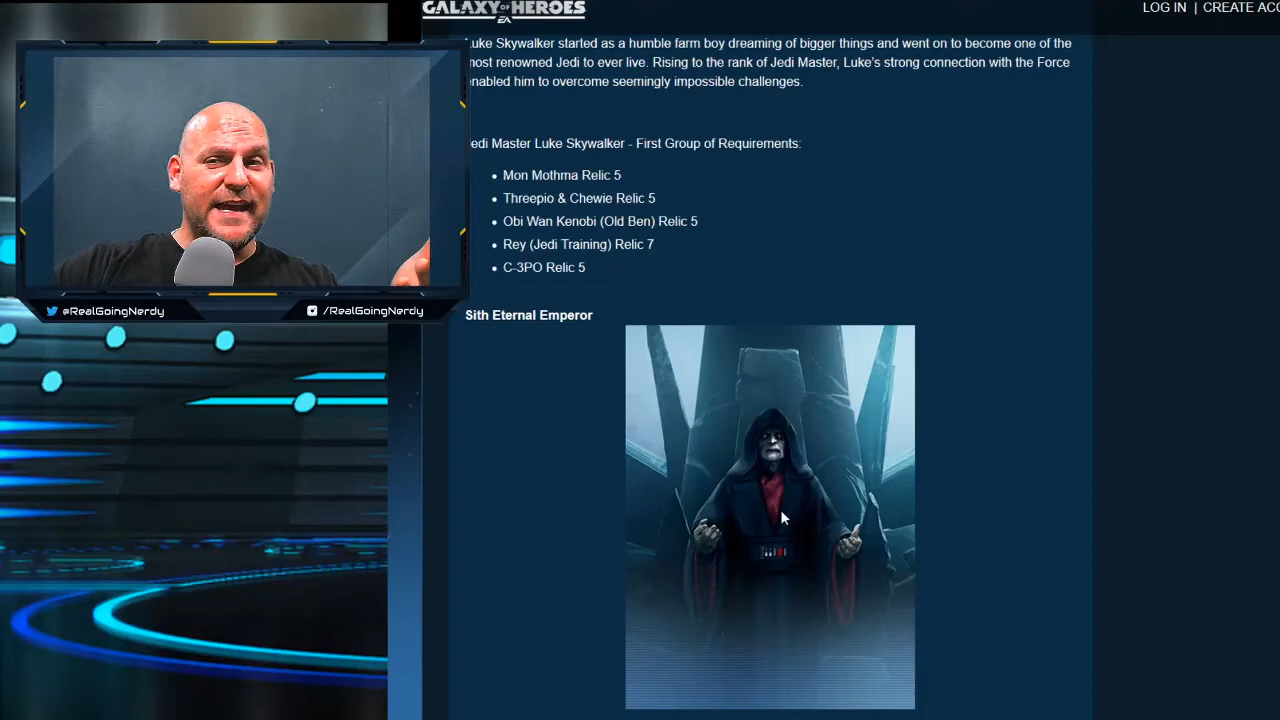 GALAXY OF HEROES
EA
LOG IN | CREATE ACC
Luke Skywalker started as a humble farm boy dreaming of bigger things and went on to become one of the
most renowned Jedi to ever live. Rising to the rank of Jedi Master, Luke's strong connection with the Force
enabled him to overcome seemingly impossible challenges.
Jedi Master Luke Skywalker - First Group of Requirements:
Mon Mothma Relic 5
Threepio & Chewie Relic 5
Obi Wan Kenobi (Old Ben) Relic 5
Rey (Jedi Training) Relic 7
C-3PO Relic 5
@RealGoingNerdy
/RealGoingNerdy
Sith Eternal Emperor